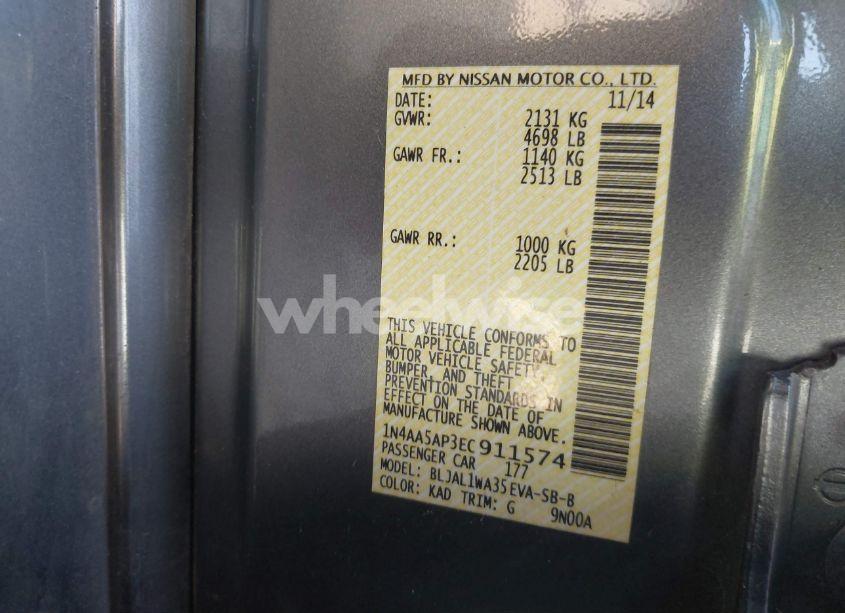 MFD BY NISSAN MOTOR CO., LTD.
DATE: 11/14
GVWR: 2131 KG
4698 LB
GAWR FR.: 1140 KG
2513 LB
GAWR RR.: 1000 KG
2205 LB
wheelwise
THIS VEHICLE CONFORMS TO
ALL APPLICABLE FEDERAL
MOTOR VEHICLE SAFETY,
BUMPER, AND THEFT
PREVENTION STANDARDS IN
EFFECT ON THE DATE OF
MANUFACTURE SHOWN ABOVE.
1N4AA5AP3EC911574
PASSENGER CAR 177
MODEL: BLJAL1WA35EVA-SB-B
COLOR: KAD TRIM: G 9N00A